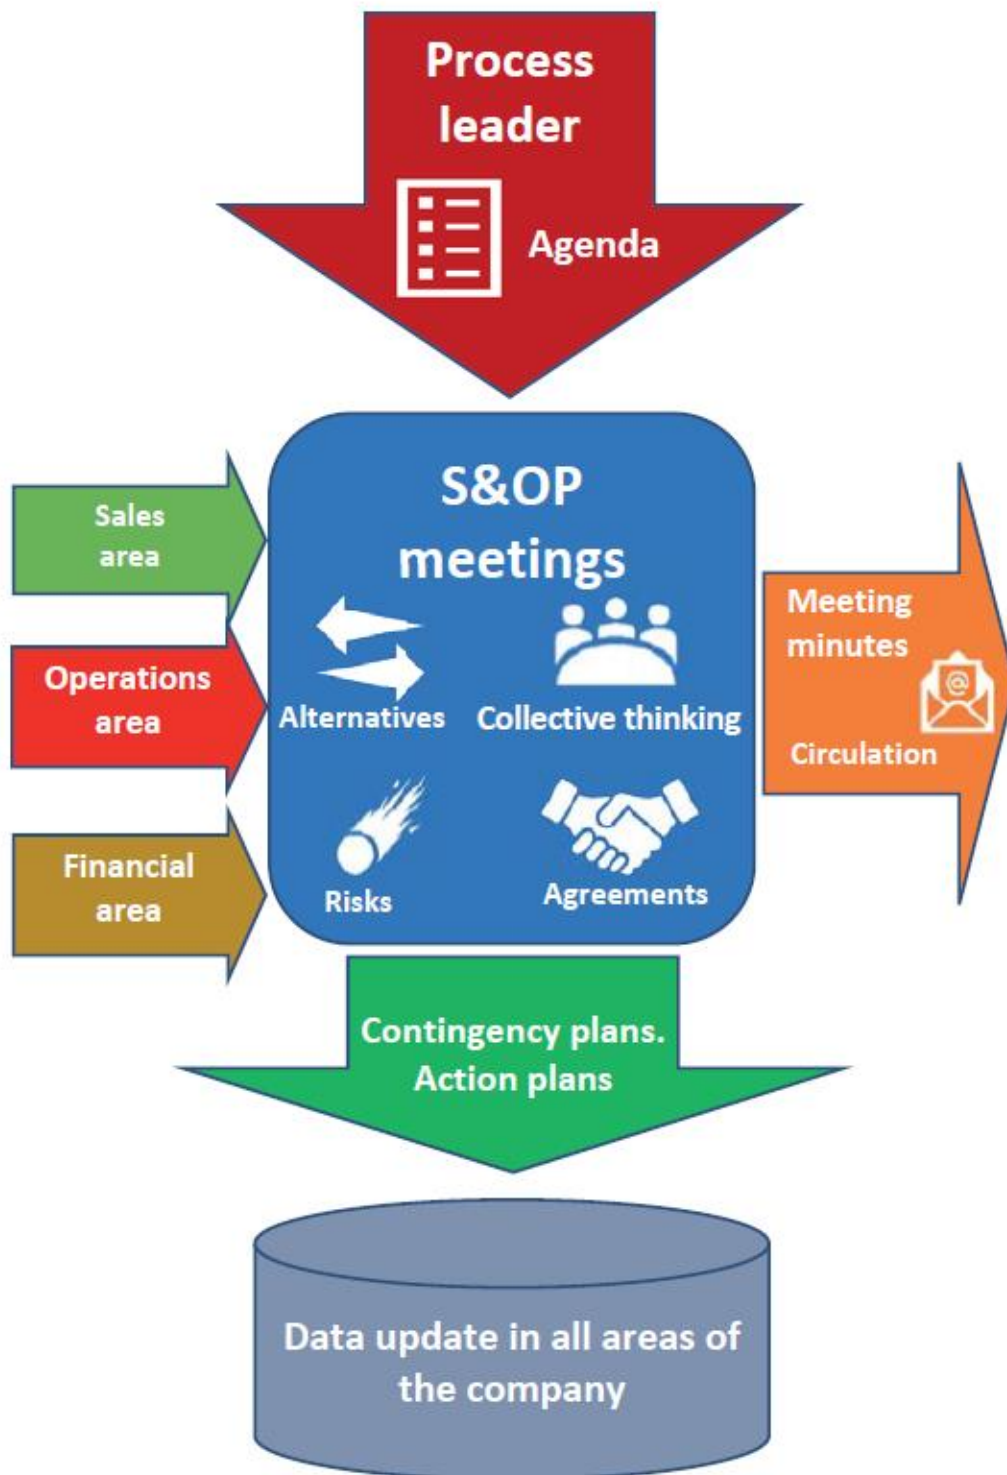 Process
leader
Agenda
S&OP
meetings
Sales
area
Operations
area
Financial
area
Alternatives
Collective thinking
Risks
Agreements
Meeting
minutes
@
Circulation
Contingency plans.
Action plans
Data update in all areas of
the company